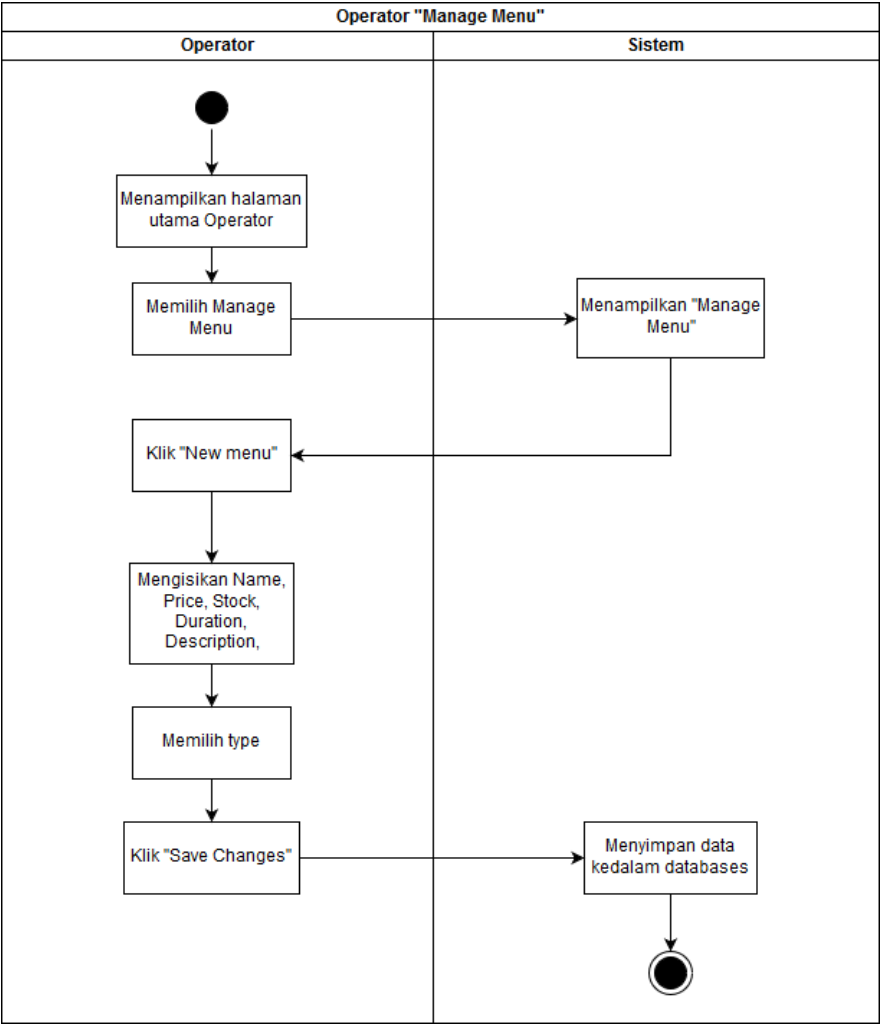 Operator "Manage Menu"
Operator
Sistem
Menampilkan halaman
utama Operator
Memilih Manage
Menu
Menampilkan "Manage
Menu"
Klik "New menu"
Mengisikan Name,
Price, Stock,
Duration,
Description,
Memilih type
Klik "Save Changes"
Menyimpan data
kedalam databases